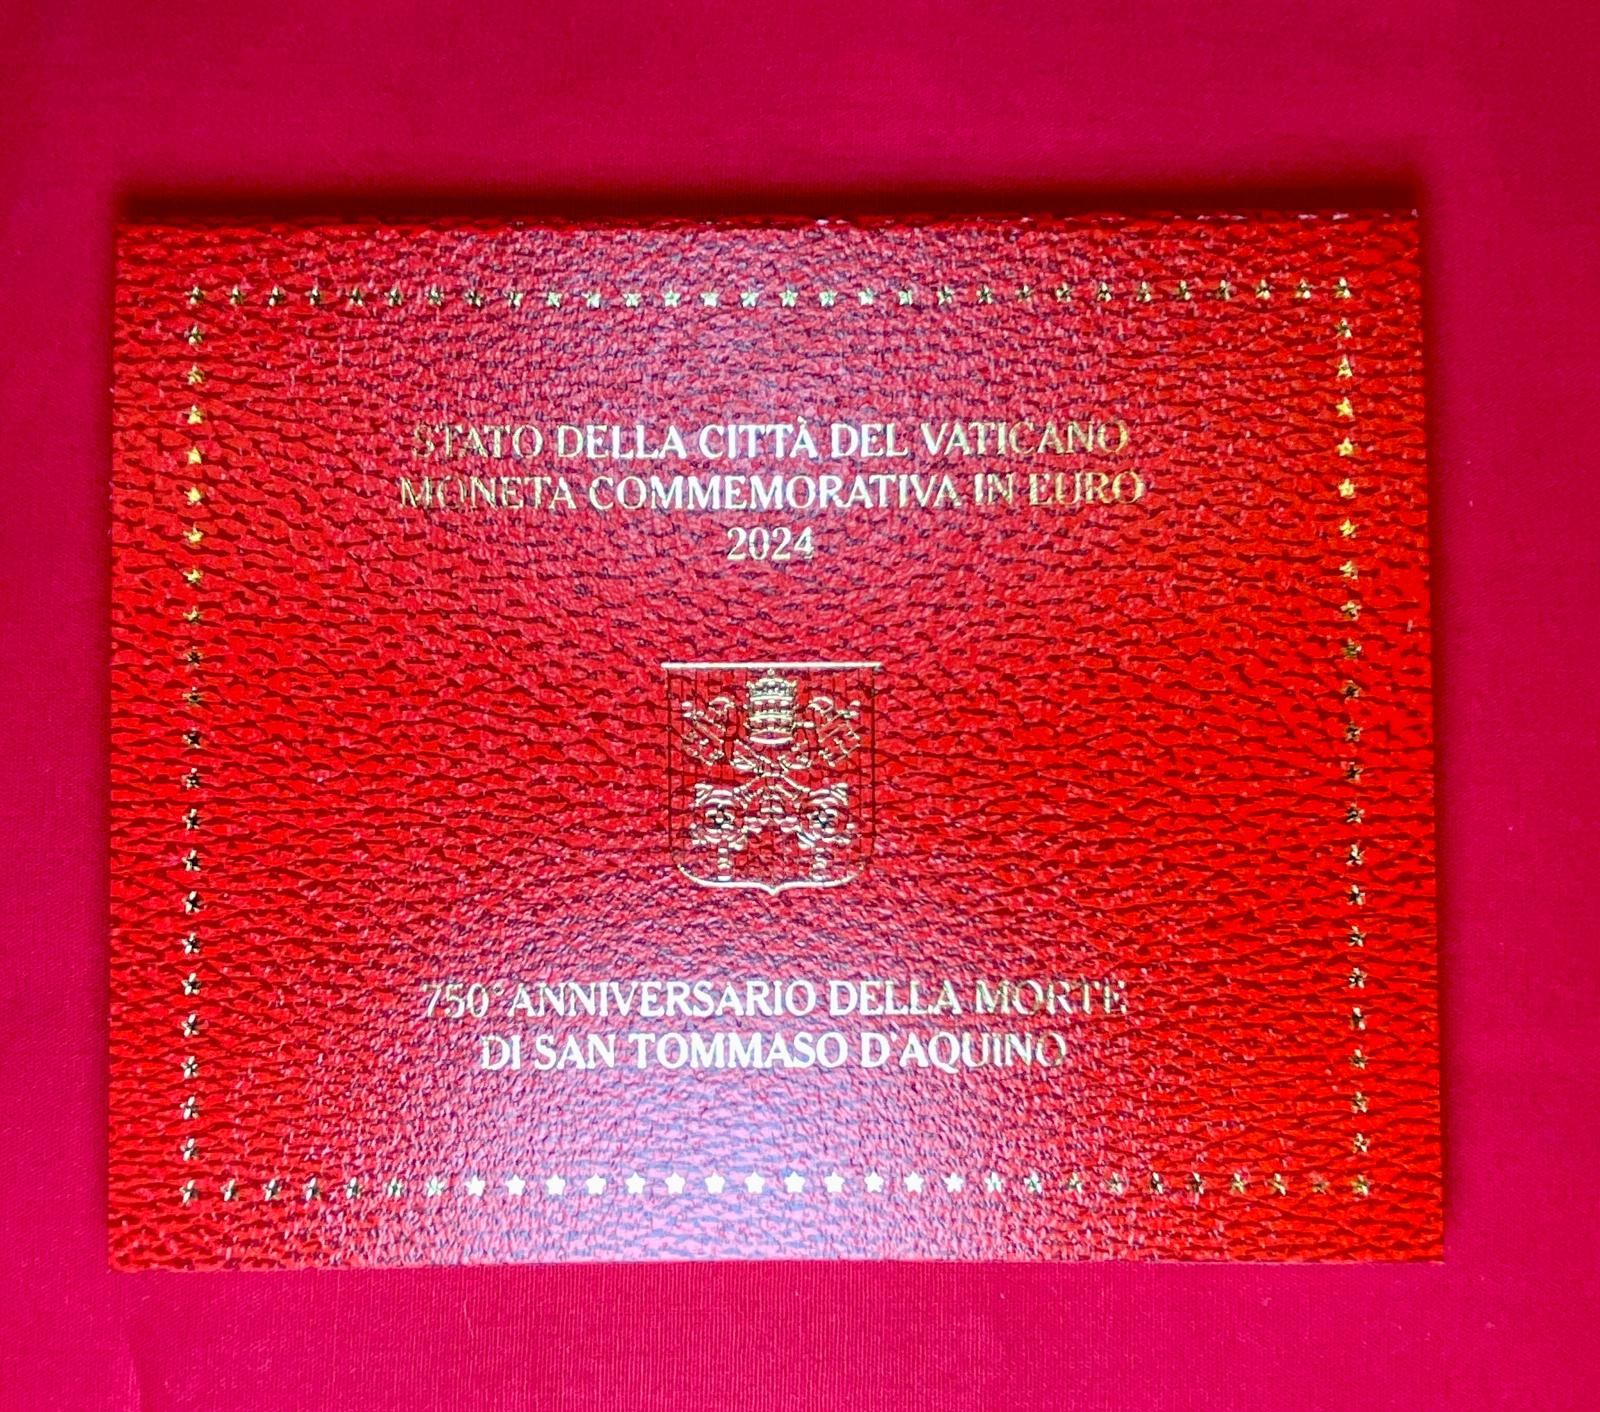 STATO DELLA CITTÀ DEL VATICANO
MONETA COMMEMORATIVA IN EURO
2024
750° ANNIVERSARIO DELLA MORTE
DI SAN TOMMASO D'AQUINO